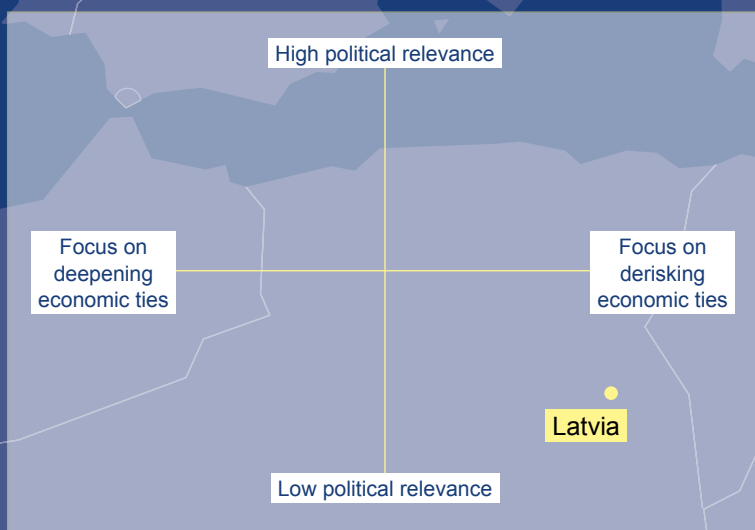 High political relevance
Focus on
deepening
economic ties
Focus on
derisking
economic ties
Latvia
Low political relevance